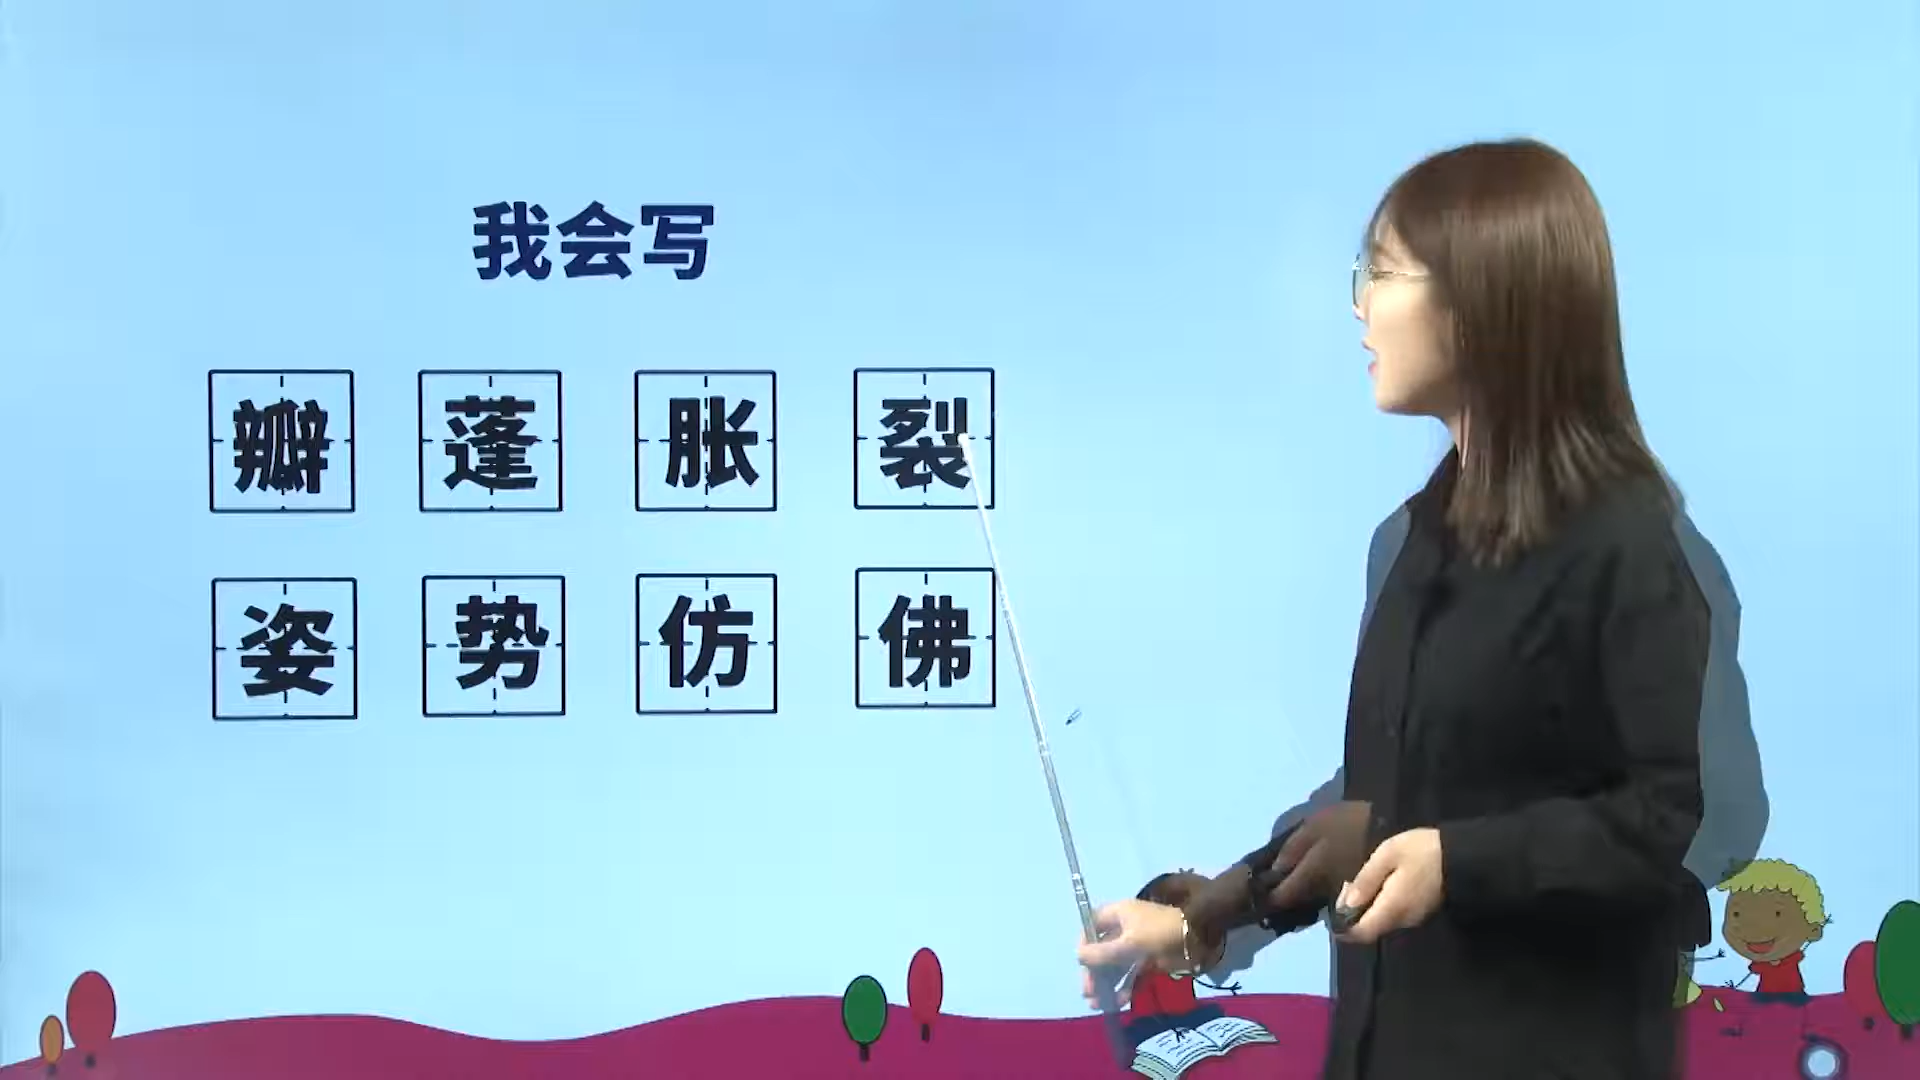 我会写
瓣 蓬 胀 裂
姿 势 仿 佛